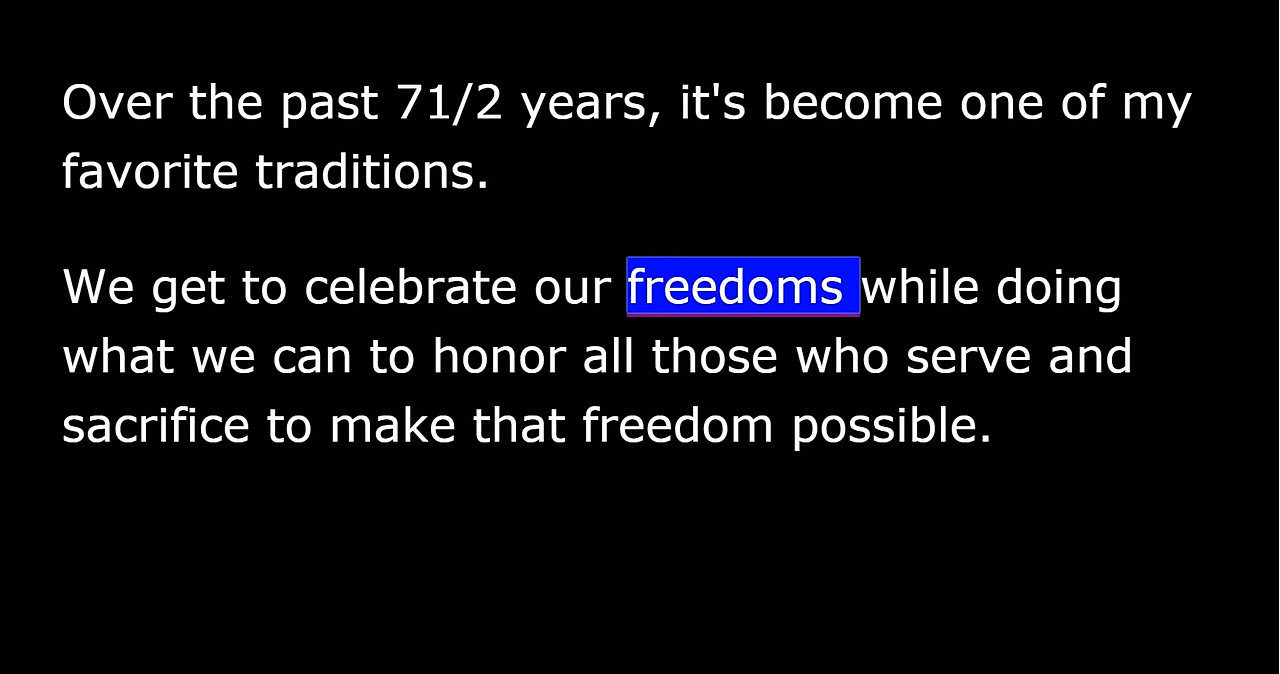 Over the past 71/2 years, it's become one of my
favorite traditions.
We get to celebrate our freedoms while doing
what we can to honor all those who serve and
sacrifice to make that freedom possible.